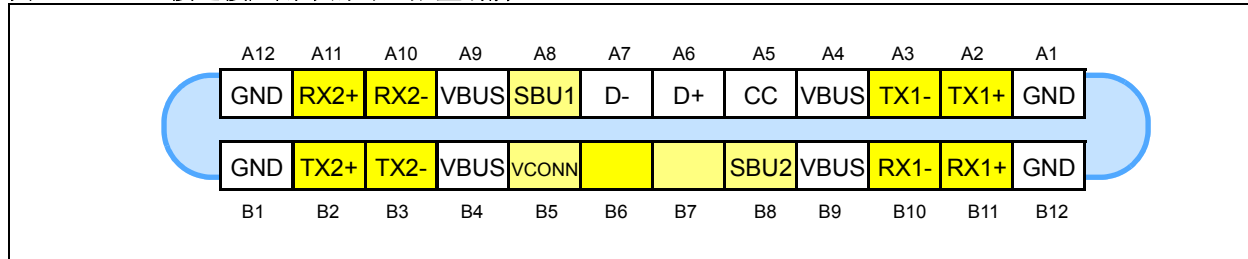 A12 A11 A10 A9 A8 A7 A6 A5 A4 A3 A2 A1
GND RX2+ RX2- VBUS SBU1 D- D+ CC VBUS TX1- TX1+ GND
GND TX2+ TX2- VBUS VCONN SBU2 VBUS RX1- RX1+ GND
B1 B2 B3 B4 B5 B6 B7 B8 B9 B10 B11 B12